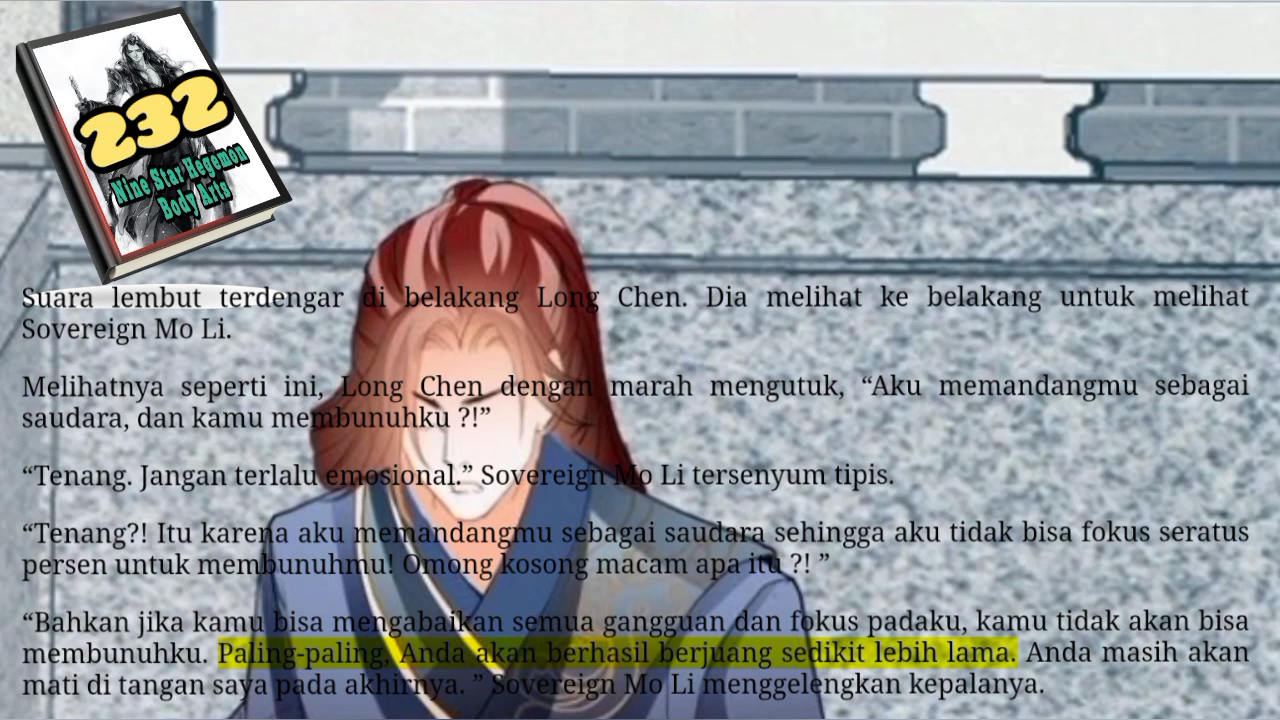 232
Nine Star Hegemon
Body Arts
Suara lembut terdengar di belakang Long Chen. Dia melihat ke belakang untuk melihat
Sovereign Mo Li.
Melihatnya seperti ini, Long Chen dengan marah mengutuk, “Aku memandangmu sebagai
saudara, dan kamu membunuhku ?!”
“Tenang. Jangan terlalu emosional.” Sovereign Mo Li tersenyum tipis.
“Tenang?! Itu karena aku memandangmu sebagai saudara sehingga aku tidak bisa fokus seratus
persen untuk membunuhmu! Omong kosong macam apa itu ?! ”
“Bahkan jika kamu bisa mengabaikan semua gangguan dan fokus padaku, kamu tidak akan bisa
membunuhku. Paling-paling, Anda akan berhasil berjuang sedikit lebih lama. Anda masih akan
mati di tangan saya pada akhirnya. ” Sovereign Mo Li menggelengkan kepalanya.